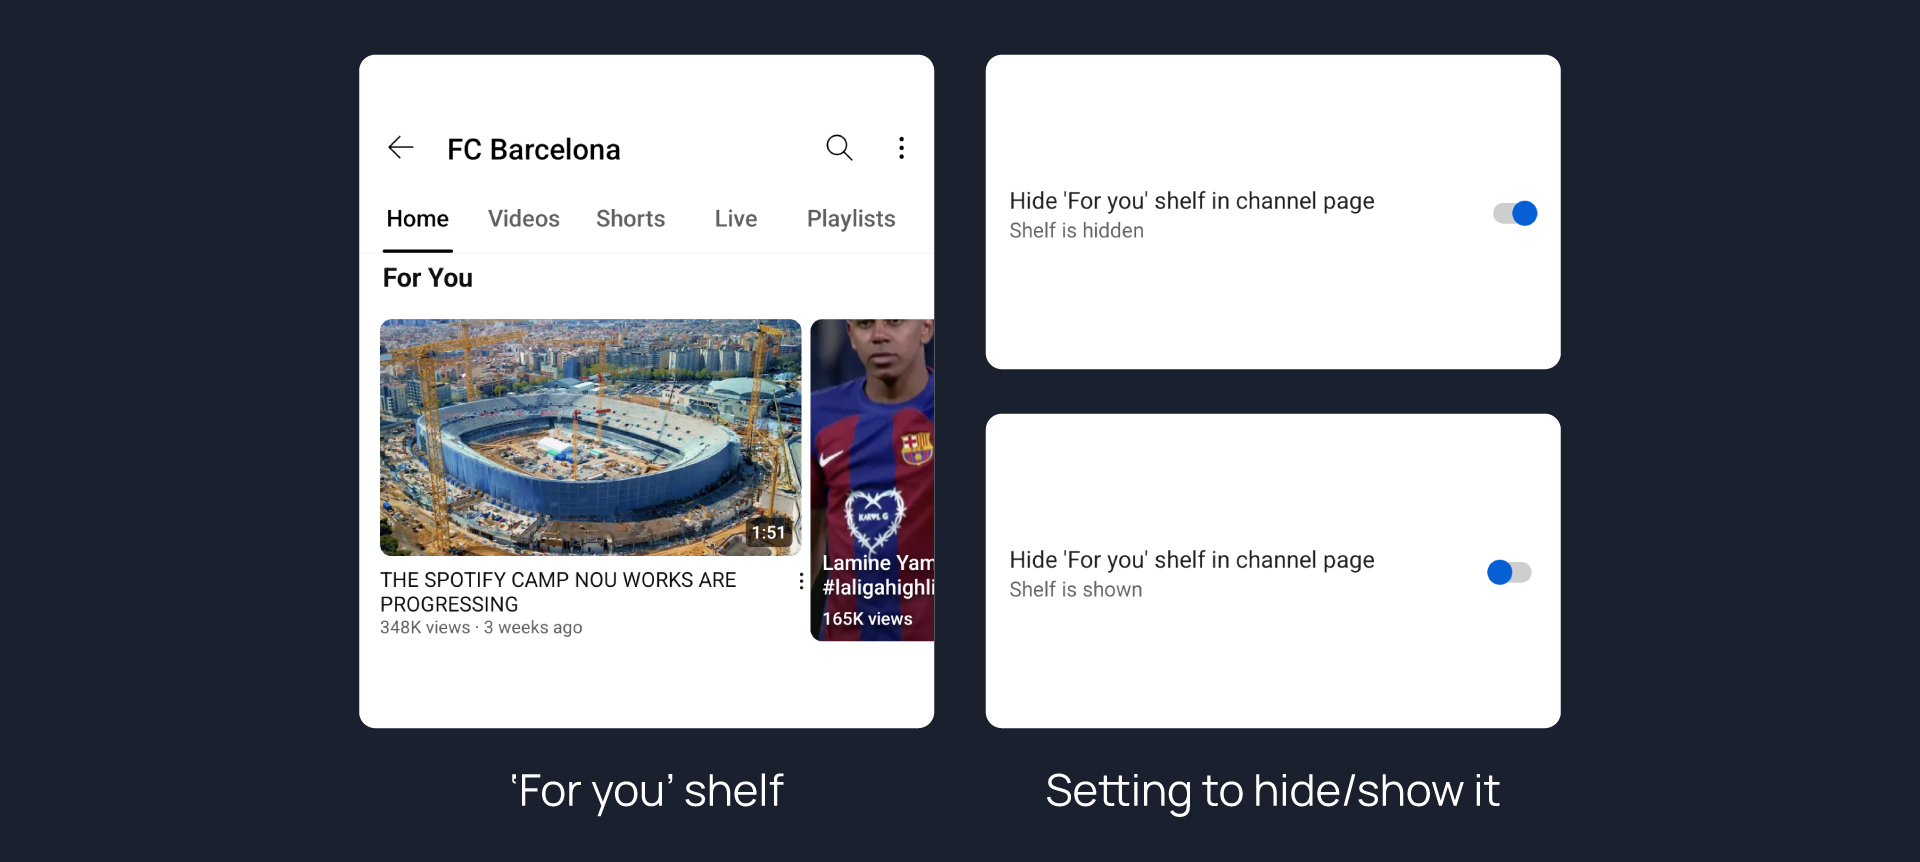 FC Barcelona
Home Videos Shorts Live Playlists
For You
1:51
THE SPOTIFY CAMP NOU WORKS ARE
PROGRESSING
348K views · 3 weeks ago
KAROL G
Lamine Yam
#laligahighli
165K views
Hide 'For you' shelf in channel page
Shelf is hidden
Hide 'For you' shelf in channel page
Shelf is shown
‘For you’ shelf
Setting to hide/show it